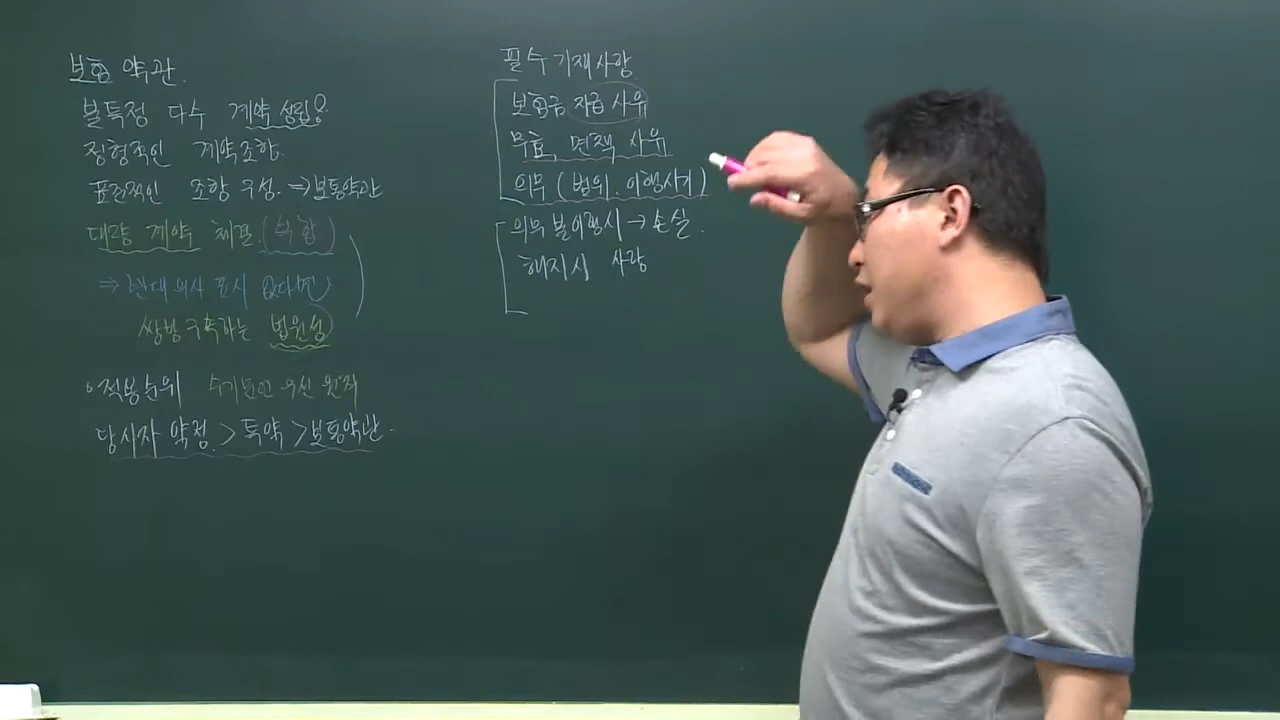 보험 약관.
불특정 다수 계약 성립?
정형적인 계약조항.
표준적인 조항 구성. ⇒ 보통약관
대량 계약 체결 (부합)
⇒ 반대 의사 표시 없다면
쌍방 구속하는 법원성
○ 적용순위 수기문언 우선 원칙
당사자 약정 > 특약 > 보통약관.
필수 기재사항.
보험금 지급 사유
무효, 면책 사유
의무 (범위, 이행시기)
의무 불이행시 → 손실.
해지시 사항